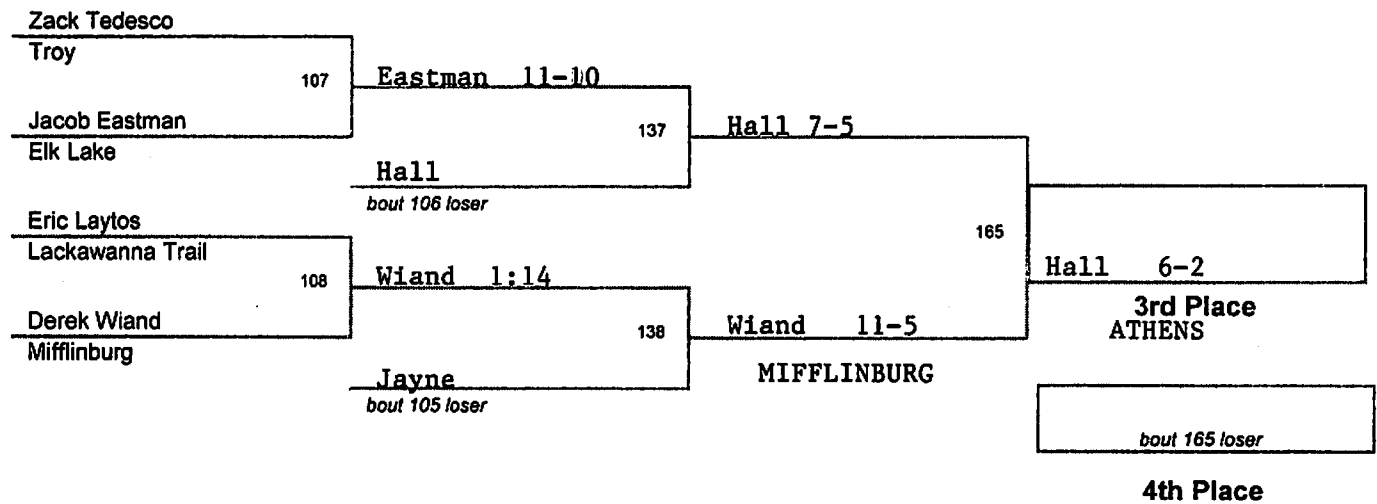 Zack Tedesco
Troy
107
Eastman 11-10
Jacob Eastman
Elk Lake
137
Hall 7-5
Hall
bout 106 loser
Eric Laytos
Lackawanna Trail
165
108
Wiand 1:14
Hall 6-2
3rd Place
ATHENS
Derek Wiand
Mifflinburg
138
Wiand 11-5
MIFFLINBURG
Jayne
bout 105 loser
bout 165 loser
4th Place